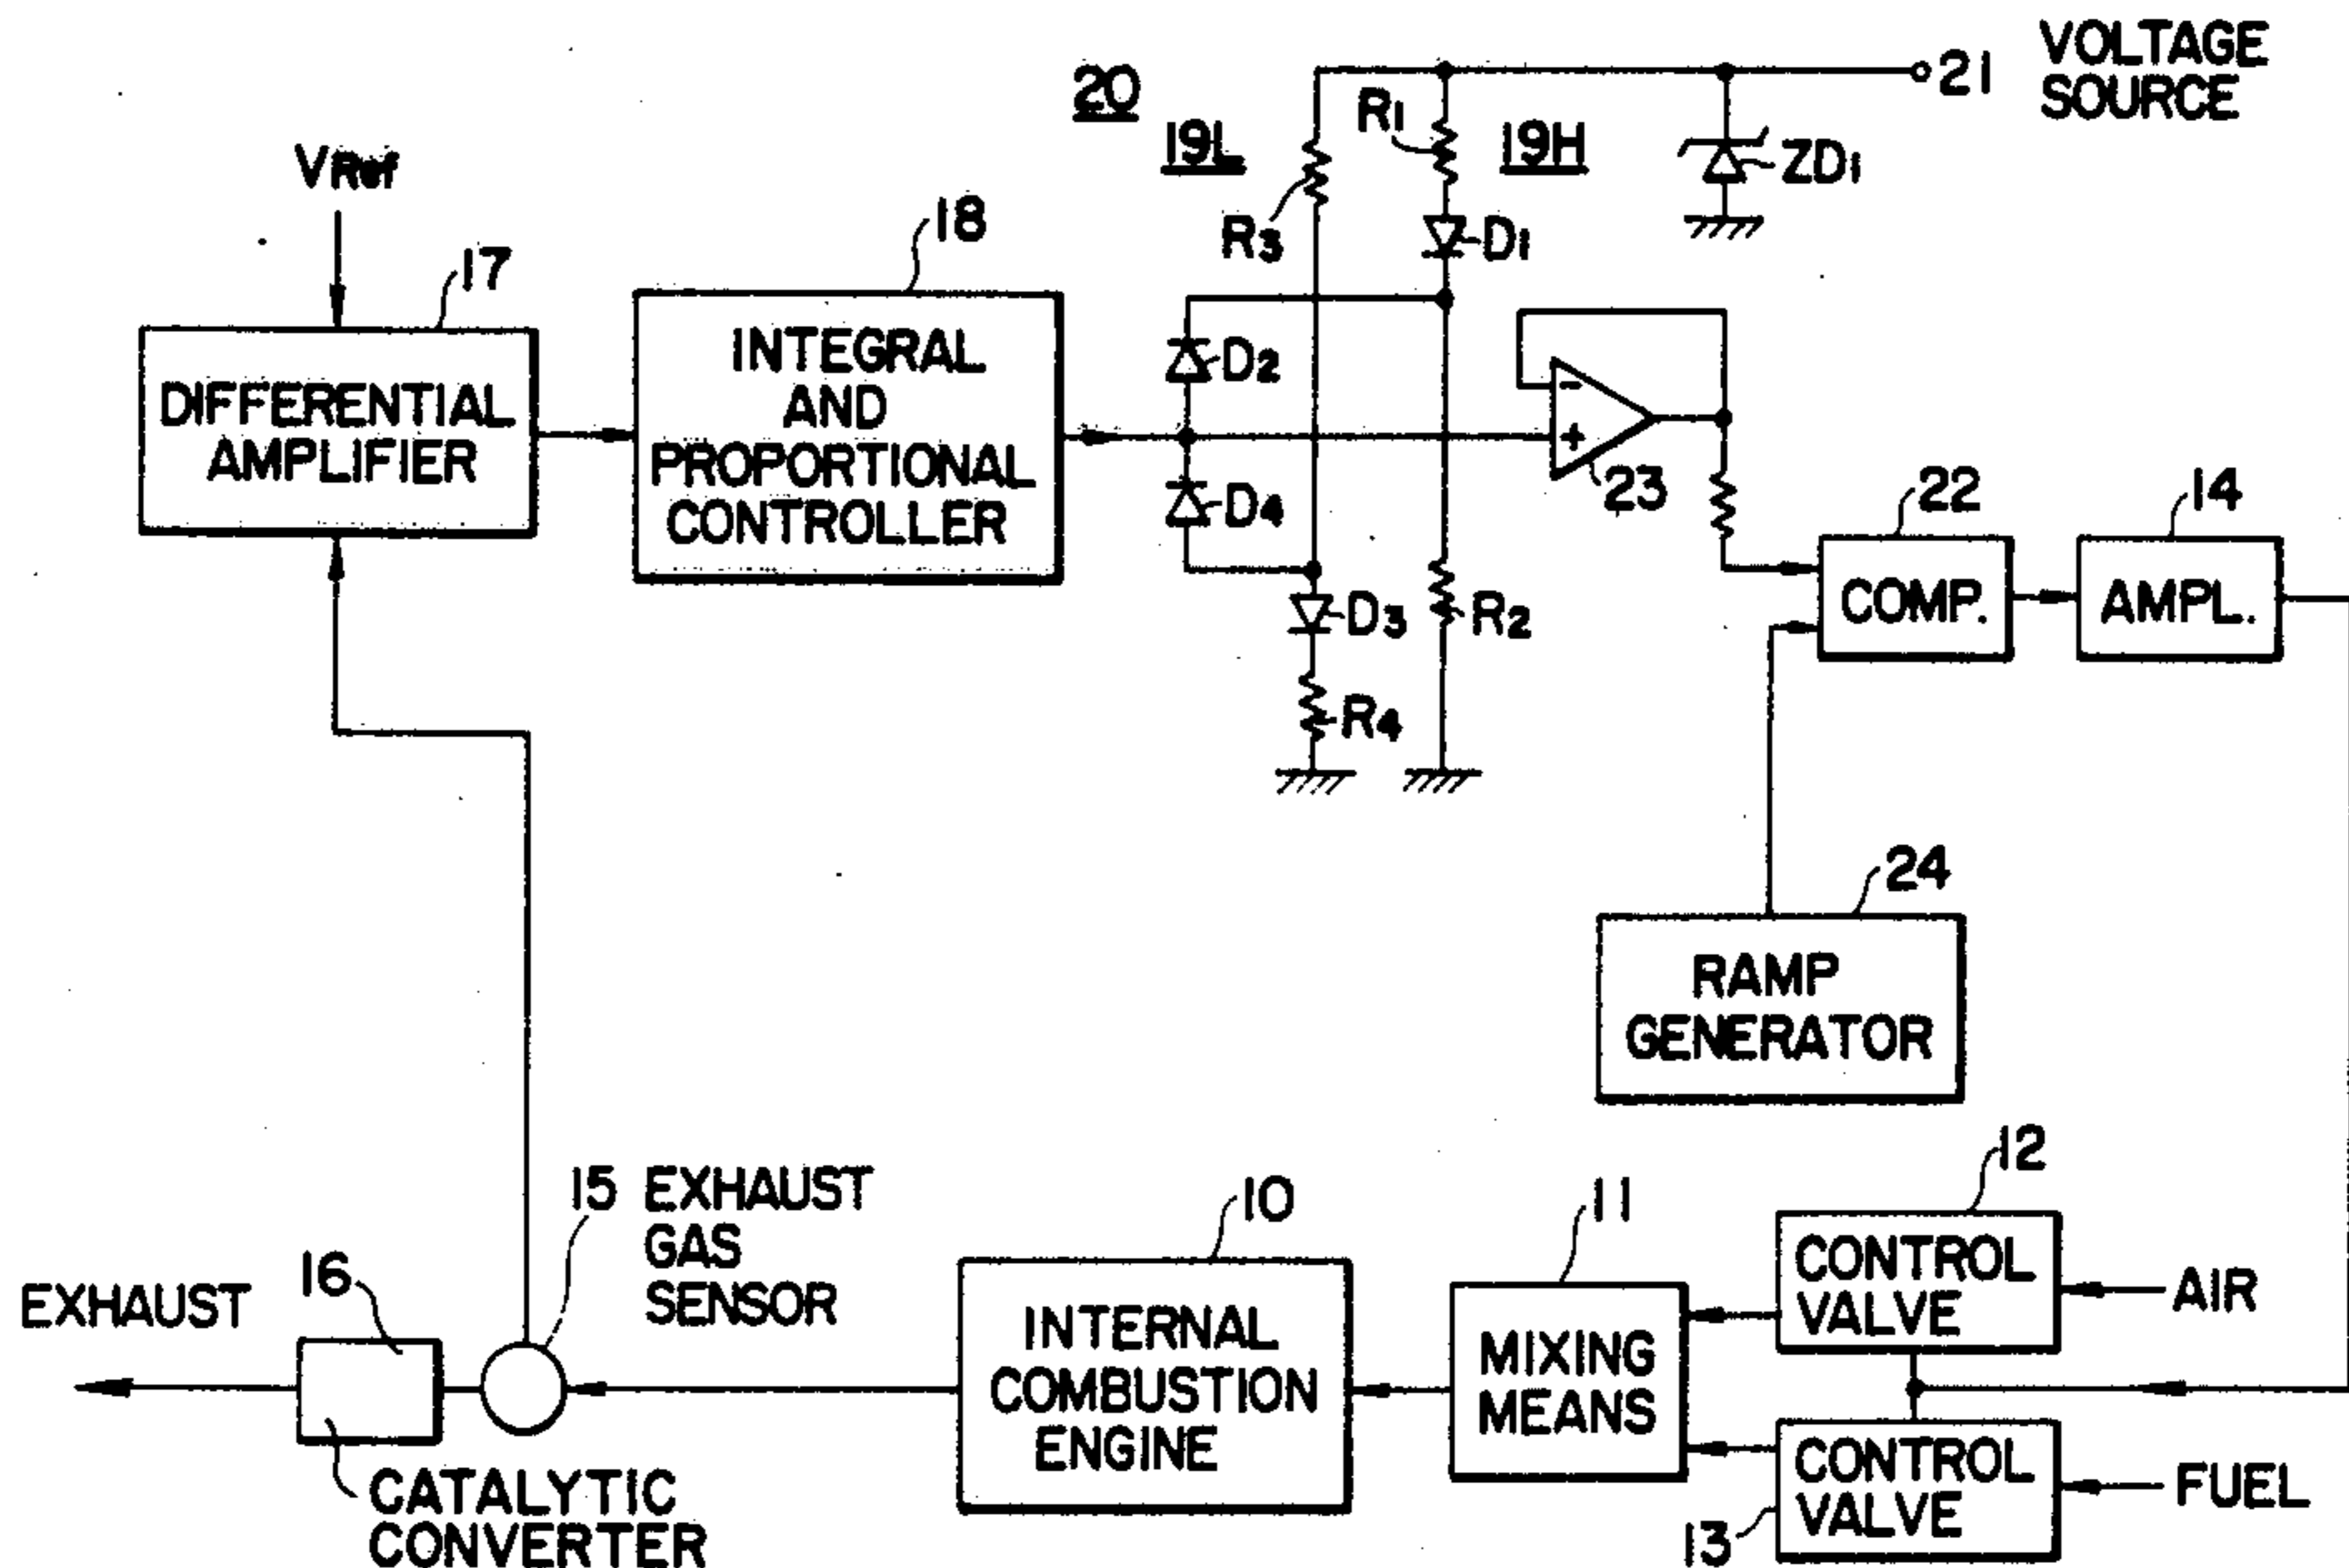 20
21
VOLTAGE
SOURCE
VRef
19L
R1
19H
ZD1
R3
D1
17
18
DIFFERENTIAL
AMPLIFIER
INTEGRAL
AND
PROPORTIONAL
CONTROLLER
D2
D4
-
+
23
22
14
COMP.
AMPL.
D3
R2
R4
24
RAMP
GENERATOR
15 EXHAUST
GAS
SENSOR
16
EXHAUST
CATALYTIC
CONVERTER
10
INTERNAL
COMBUSTION
ENGINE
11
MIXING
MEANS
12
CONTROL
VALVE
AIR
CONTROL
VALVE
FUEL
13